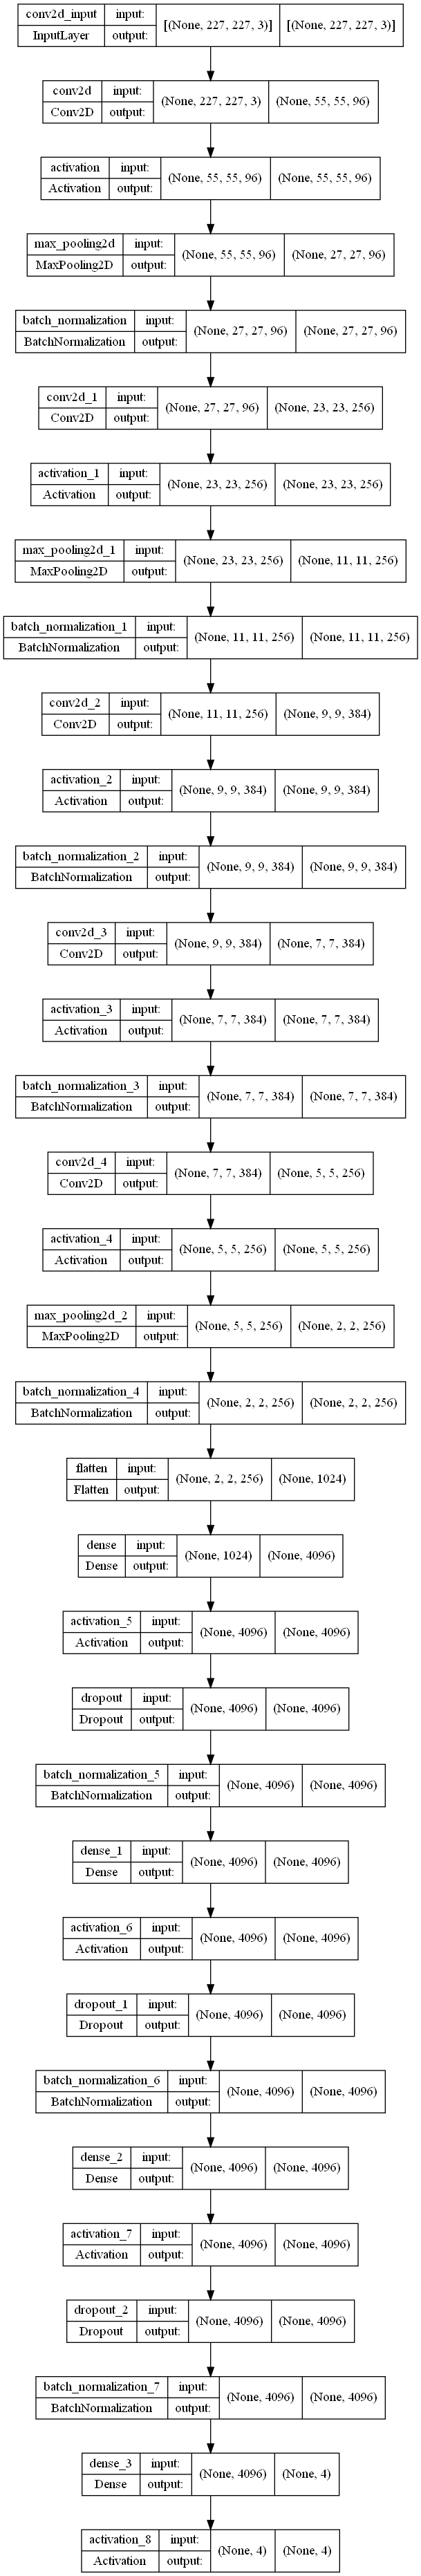 conv2d_input input: [(None, 227, 227, 3)] [(None, 227, 227, 3)]
InputLayer output:
conv2d input: (None, 227, 227, 3) (None, 55, 55, 96)
Conv2D output:
activation input: (None, 55, 55, 96) (None, 55, 55, 96)
Activation output:
max_pooling2d input: (None, 55, 55, 96) (None, 27, 27, 96)
MaxPooling2D output:
batch_normalization input: (None, 27, 27, 96) (None, 27, 27, 96)
BatchNormalization output:
conv2d_1 input: (None, 27, 27, 96) (None, 23, 23, 256)
Conv2D output:
activation_1 input: (None, 23, 23, 256) (None, 23, 23, 256)
Activation output:
max_pooling2d_1 input: (None, 23, 23, 256) (None, 11, 11, 256)
MaxPooling2D output:
batch_normalization_1 input: (None, 11, 11, 256) (None, 11, 11, 256)
BatchNormalization output:
conv2d_2 input: (None, 11, 11, 256) (None, 9, 9, 384)
Conv2D output:
activation_2 input: (None, 9, 9, 384) (None, 9, 9, 384)
Activation output:
batch_normalization_2 input: (None, 9, 9, 384) (None, 9, 9, 384)
BatchNormalization output:
conv2d_3 input: (None, 9, 9, 384) (None, 7, 7, 384)
Conv2D output:
activation_3 input: (None, 7, 7, 384) (None, 7, 7, 384)
Activation output:
batch_normalization_3 input: (None, 7, 7, 384) (None, 7, 7, 384)
BatchNormalization output:
conv2d_4 input: (None, 7, 7, 384) (None, 5, 5, 256)
Conv2D output:
activation_4 input: (None, 5, 5, 256) (None, 5, 5, 256)
Activation output:
max_pooling2d_2 input: (None, 5, 5, 256) (None, 2, 2, 256)
MaxPooling2D output:
batch_normalization_4 input: (None, 2, 2, 256) (None, 2, 2, 256)
BatchNormalization output:
flatten input: (None, 2, 2, 256) (None, 1024)
Flatten output:
dense input: (None, 1024) (None, 4096)
Dense output:
activation_5 input: (None, 4096) (None, 4096)
Activation output:
dropout input: (None, 4096) (None, 4096)
Dropout output:
batch_normalization_5 input: (None, 4096) (None, 4096)
BatchNormalization output:
dense_1 input: (None, 4096) (None, 4096)
Dense output:
activation_6 input: (None, 4096) (None, 4096)
Activation output:
dropout_1 input: (None, 4096) (None, 4096)
Dropout output:
batch_normalization_6 input: (None, 4096) (None, 4096)
BatchNormalization output:
dense_2 input: (None, 4096) (None, 4096)
Dense output:
activation_7 input: (None, 4096) (None, 4096)
Activation output:
dropout_2 input: (None, 4096) (None, 4096)
Dropout output:
batch_normalization_7 input: (None, 4096) (None, 4096)
BatchNormalization output:
dense_3 input: (None, 4096) (None, 4)
Dense output:
activation_8 input: (None, 4) (None, 4)
Activation output: